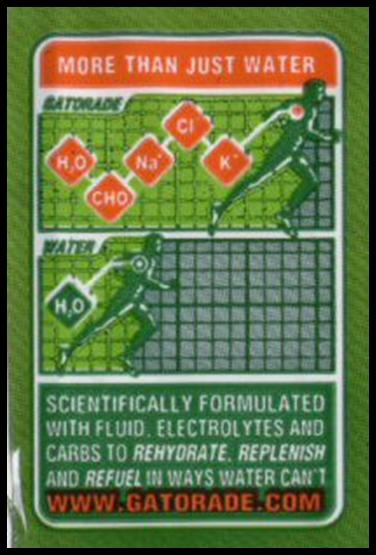 MORE THAN JUST WATER
GATORADE
H₂O CHO Na⁺ Cl⁻ K⁺
WATER
H₂O
SCIENTIFICALLY FORMULATED
WITH FLUID, ELECTROLYTES AND
CARBS TO REHYDRATE, REPLENISH
AND REFUEL IN WAYS WATER CAN'T
WWW.GATORADE.COM